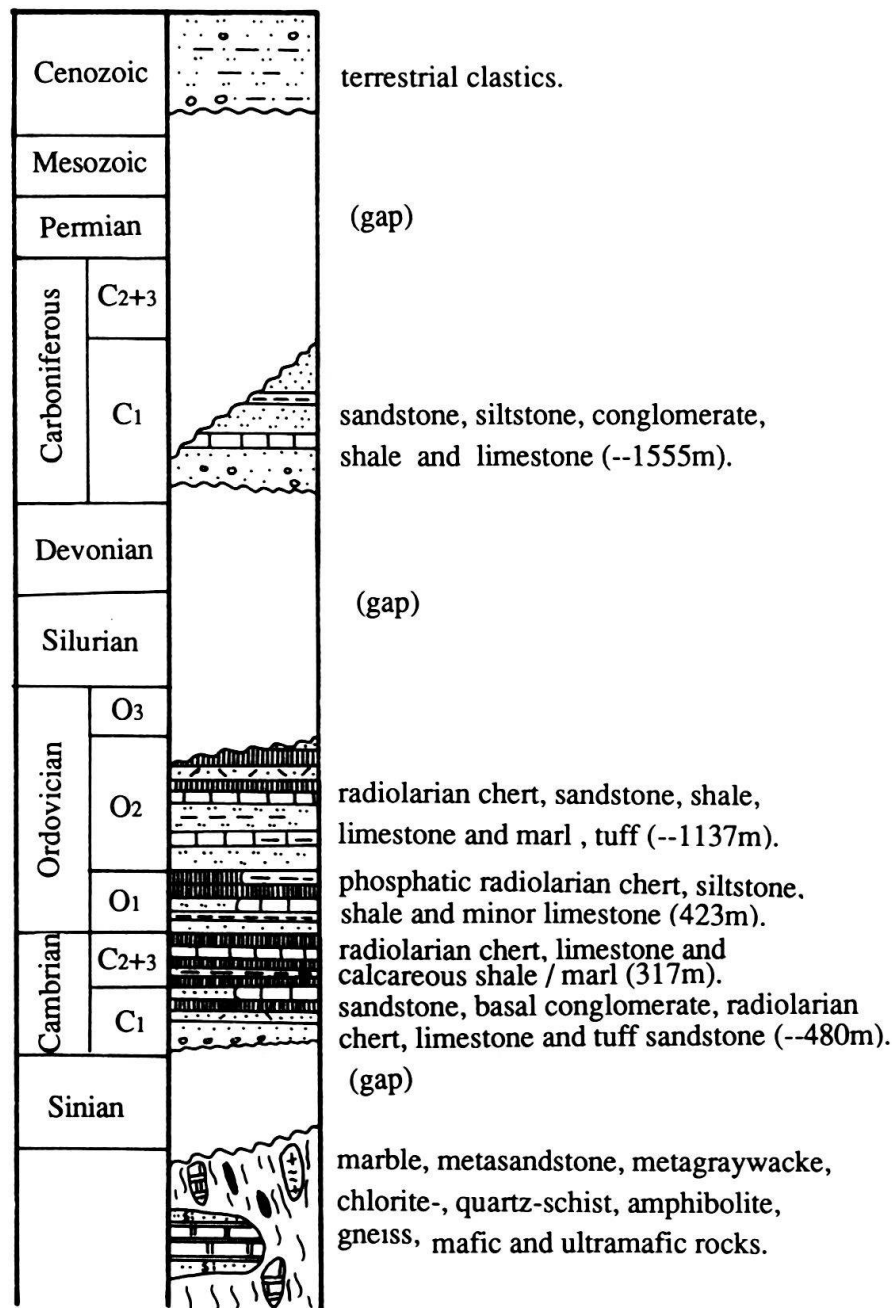 Cenozoic
terrestrial clastics.
Mesozoic
Permian
(gap)
Carboniferous
C2+3
C1
sandstone, siltstone, conglomerate,
shale and limestone (--1555m).
Devonian
(gap)
Silurian
Ordovician
O3
O2
radiolarian chert, sandstone, shale,
limestone and marl , tuff (--1137m).
O1
phosphatic radiolarian chert, siltstone,
shale and minor limestone (423m).
Cambrian
C2+3
radiolarian chert, limestone and
calcareous shale / marl (317m).
C1
sandstone, basal conglomerate, radiolarian
chert, limestone and tuff sandstone (--480m).
(gap)
Sinian
marble, metasandstone, metagraywacke,
chlorite-, quartz-schist, amphibolite,
gneiss, mafic and ultramafic rocks.